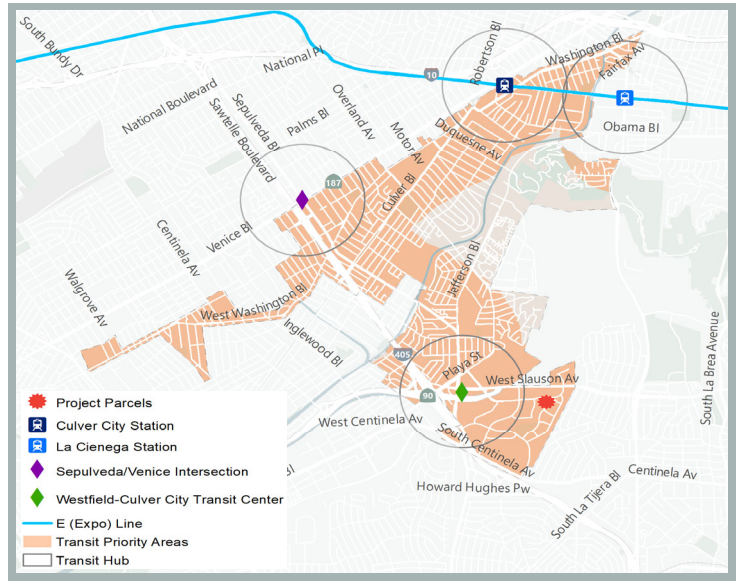 South Bundy Dr
National Pl
10
Robertson Bl
Washington Bl
Fairfax Av
National Boulevard
Sawtelle Boulevard
Sepulveda Bl
Palms Bl
Overland Av
Motor Av
Duquesne Av
Obama Bl
187
Culver Bl
Venice Bl
Centinela Av
Walgrove Av
West Washington Bl
Inglewood Bl
Jefferson Bl
405
Playa St
West Slauson Av
90
South La Brea Avenue
West Centinela Av
South Centinela Av
Howard Hughes Pw
South La Tijera Bl
Centinela Av
Bl
Project Parcels
Culver City Station
La Cienega Station
Sepulveda/Venice Intersection
Westfield-Culver City Transit Center
E (Expo) Line
Transit Priority Areas
Transit Hub